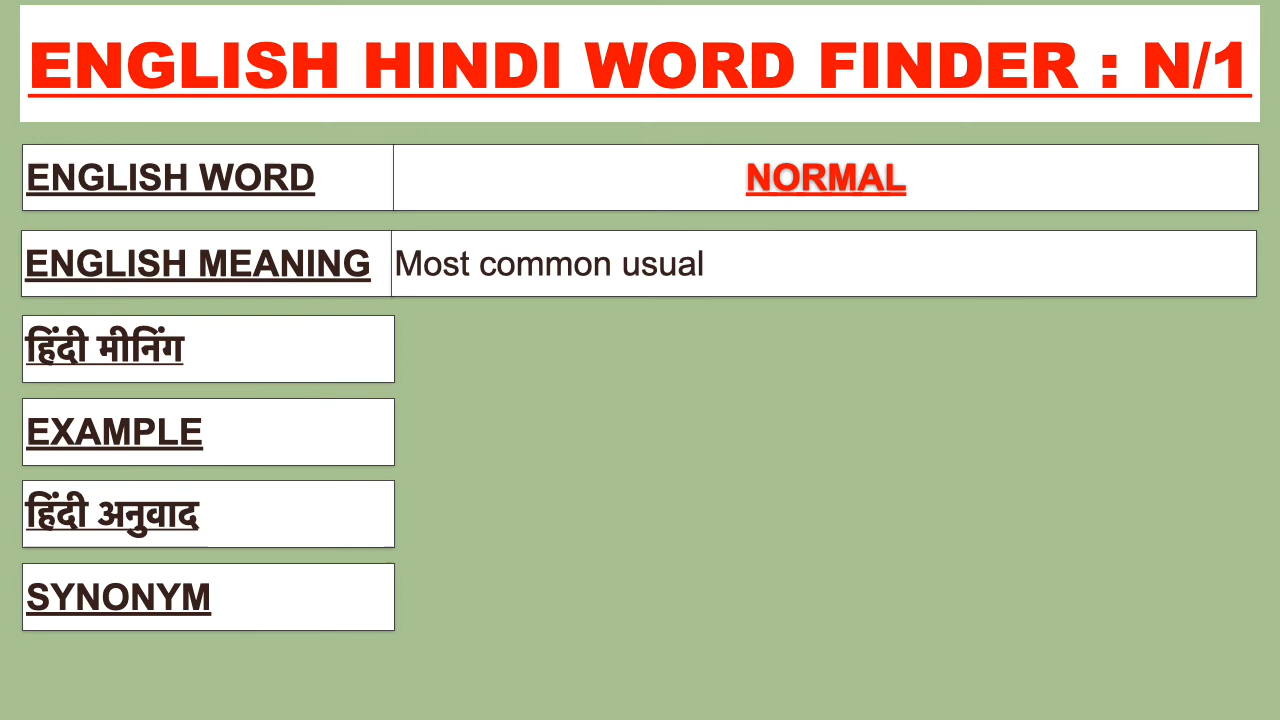 ENGLISH HINDI WORD FINDER : N/1
ENGLISH WORD NORMAL
ENGLISH MEANING Most common usual
हिंदी मीनिंग
EXAMPLE
हिंदी अनुवाद
SYNONYM